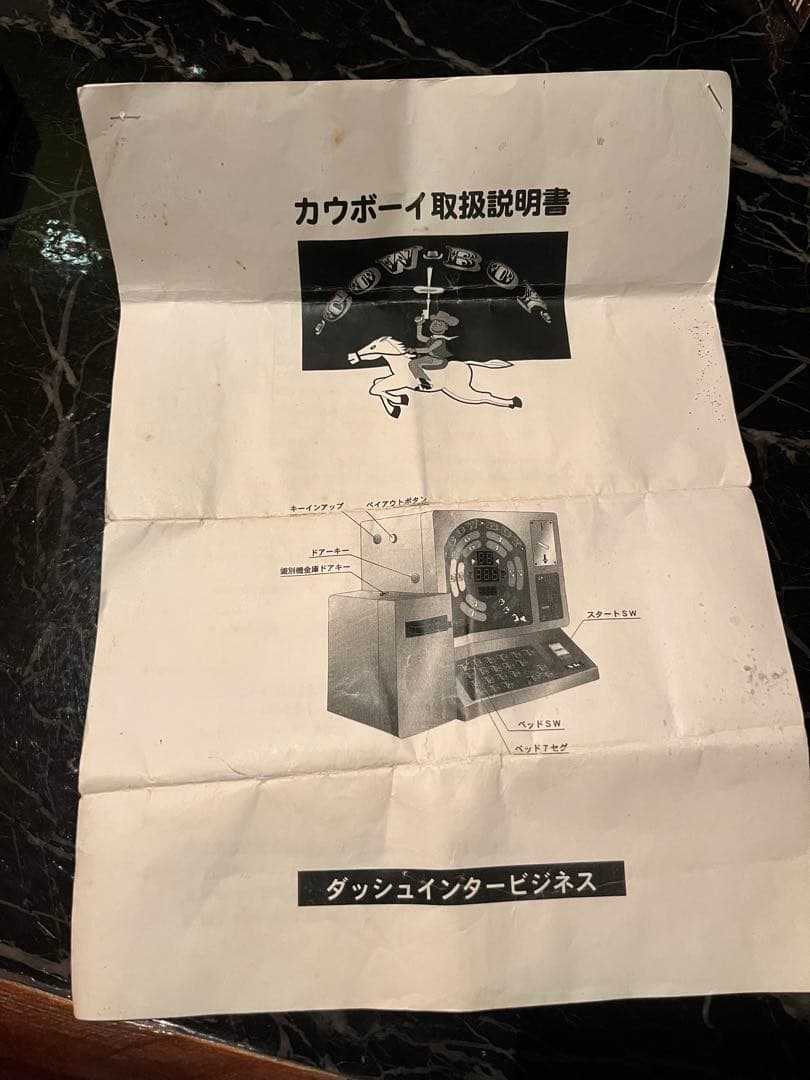 カウボーイ取扱説明書
COW-BOY
キーインアップ
ペイアウトボタン
ドアーキー
識別機金庫ドアキー
COW-BOY
スタートSW
ベッドSW
ベッド7セグ
ダッシュインタービジネス